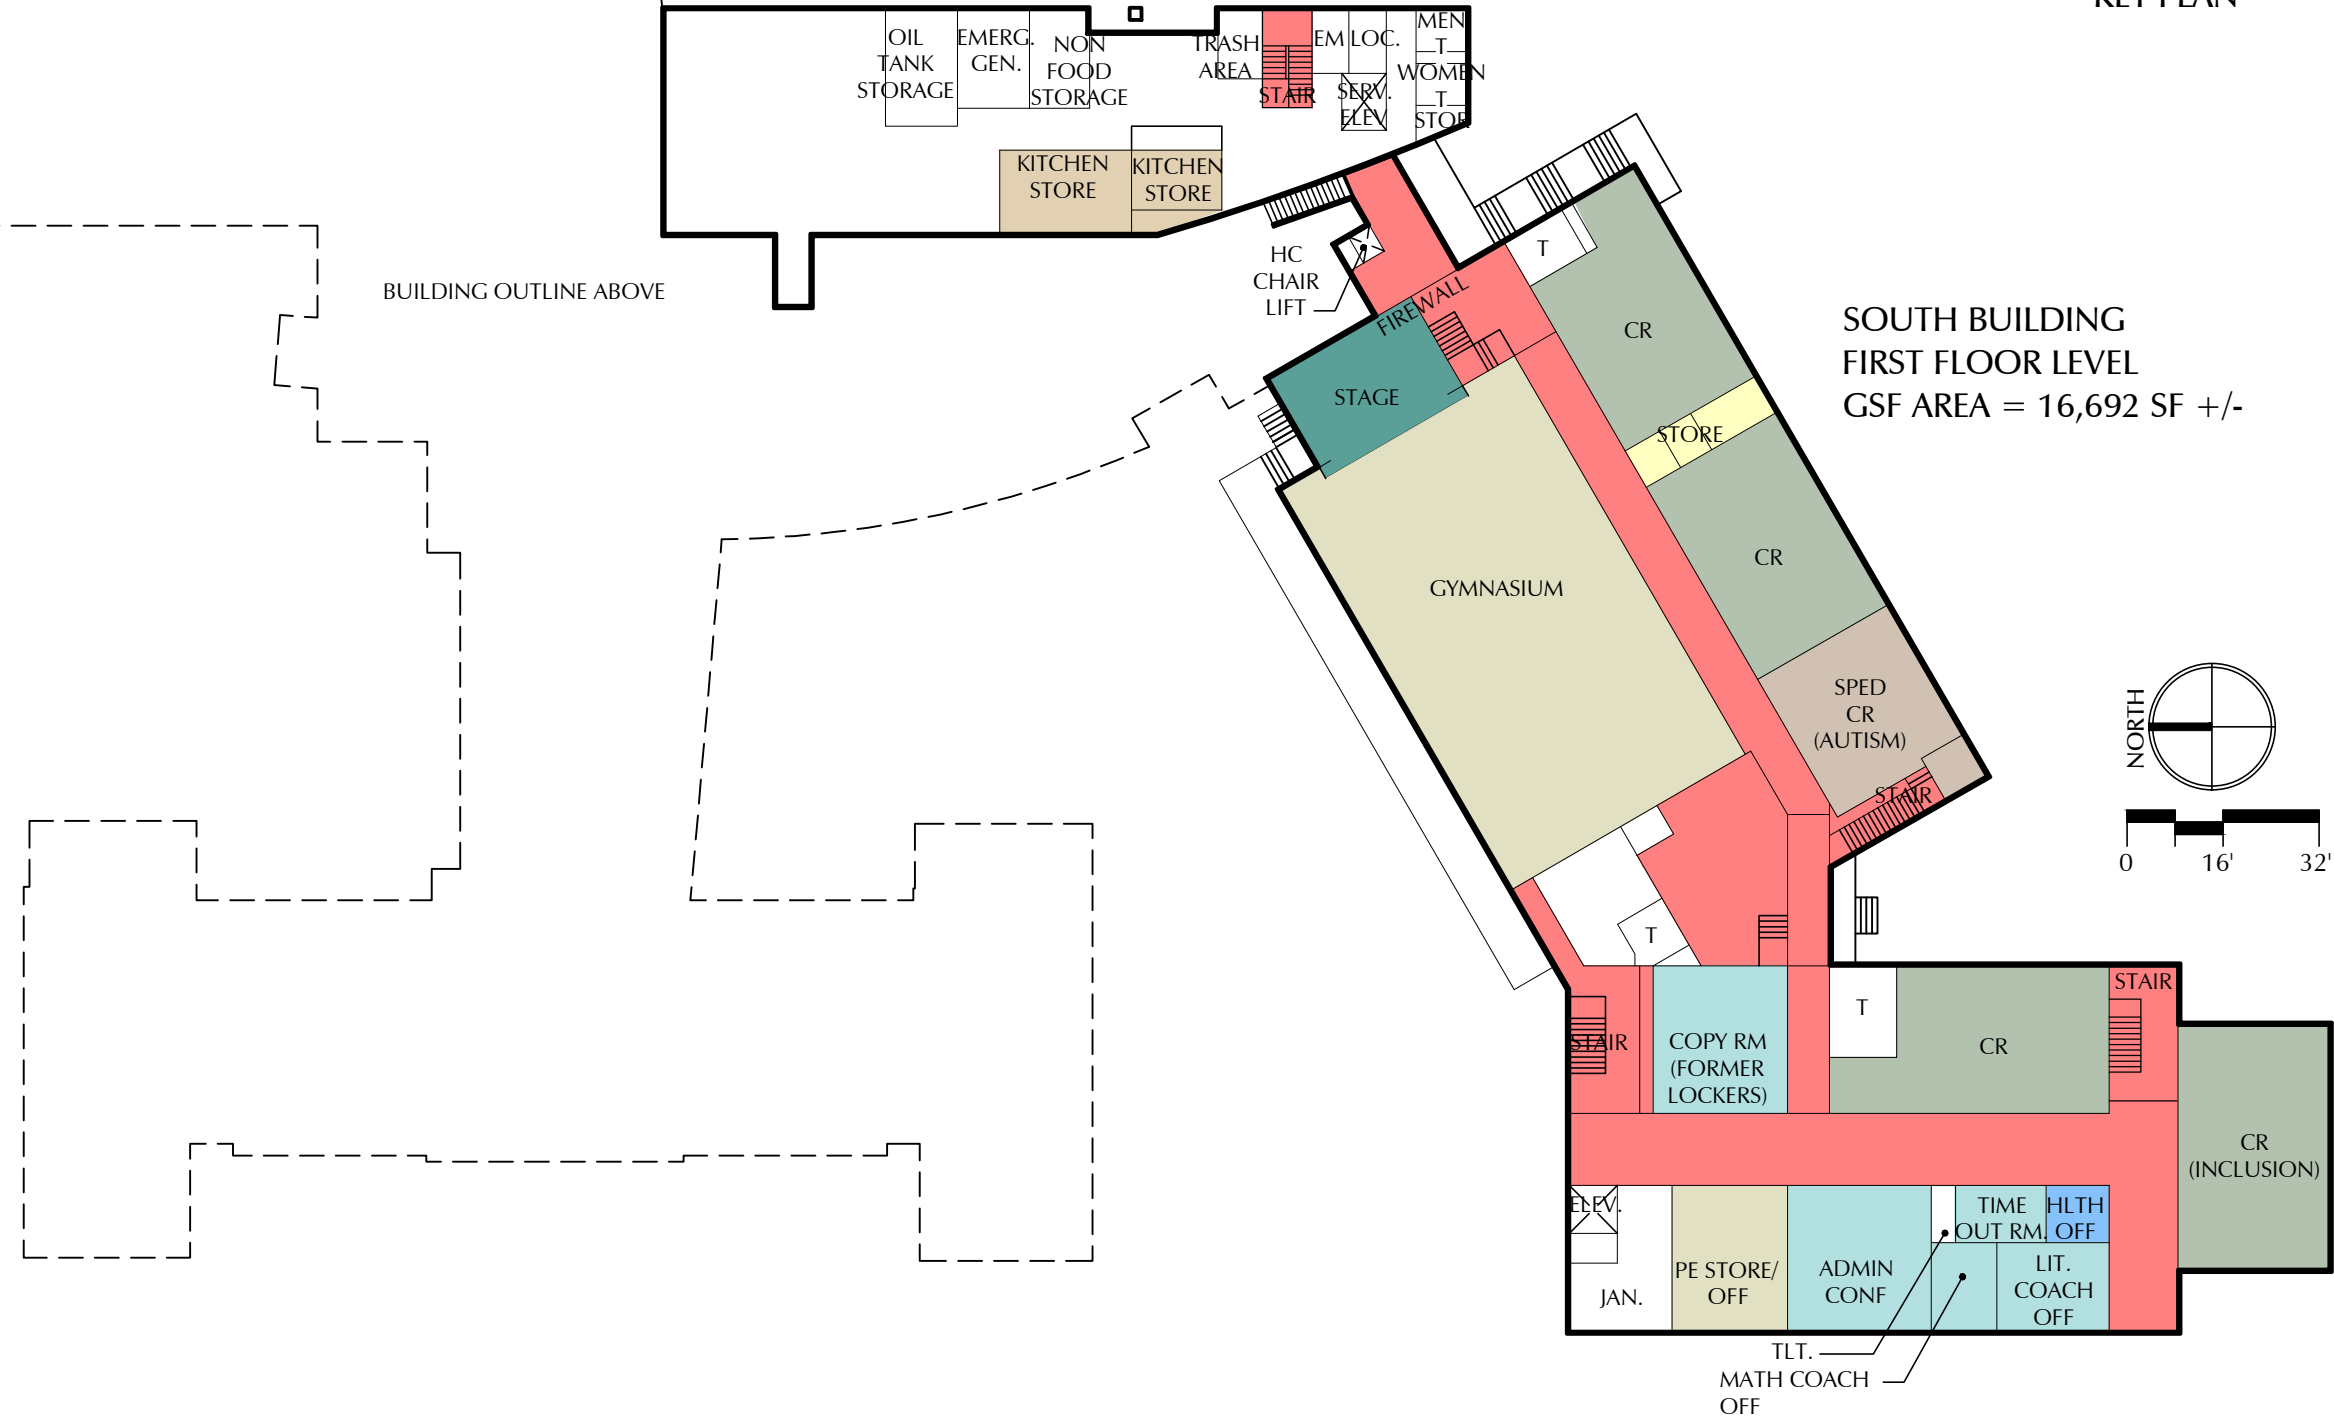 KEY PLAN
OIL
TANK
STORAGE
EMERG.
GEN.
NON
FOOD
STORAGE
TRASH
AREA
STAIR
EM
LOC.
SERV.
ELEV
MEN
T
WOMEN
T
STOR
KITCHEN
STORE
KITCHEN
STORE
BUILDING OUTLINE ABOVE
HC
CHAIR
LIFT
FIREWALL
T
CR
STAGE
STORE
SOUTH BUILDING
FIRST FLOOR LEVEL
GSF AREA = 16,692 SF +/-
CR
GYMNASIUM
SPED
CR
(AUTISM)
STAIR
NORTH
0 16' 32'
T
STAIR
COPY RM
(FORMER
LOCKERS)
T
CR
STAIR
CR
(INCLUSION)
ELEV.
JAN.
PE STORE/
OFF
ADMIN
CONF
TIME
OUT RM.
HLTH
OFF
LIT.
COACH
OFF
TLT.
MATH COACH
OFF